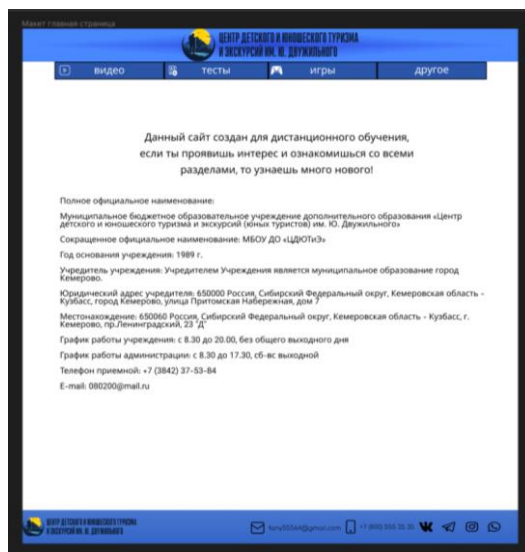 Макет главная страница
ЦЕНТР ДЕТСКОГО И ЮНОШЕСКОГО ТУРИЗМА
И ЭКСКУРСИЙ ИМ. Ю. ДВУЖИЛЬНОГО
видео тесты игры другое
Данный сайт создан для дистанционного обучения,
если ты проявишь интерес и ознакомишься со всеми
разделами, то узнаешь много нового!
Полное официальное наименование:
Муниципальное бюджетное образовательное учреждение дополнительного образования «Центр
детского и юношеского туризма и экскурсий (юных туристов) им. Ю. Двужильного»
Сокращенное официальное наименование: МБОУ ДО «ЦДЮТиЭ»
Год основания учреждения: 1989 г.
Учредитель учреждения: Учредителем Учреждения является муниципальное образование город
Кемерово.
Юридический адрес учредителя: 650000 Россия, Сибирский Федеральный округ, Кемеровская область -
Кузбасс, город Кемерово, улица Притомская Набережная, дом 7
Местонахождение: 650060 Россия, Сибирский Федеральный округ, Кемеровская область - Кузбасс, г.
Кемерово, пр.Ленинградский, 23 "Д"
График работы учреждения: с 8.30 до 20.00, без общего выходного дня
График работы администрации: с 8.30 до 17.30, сб-вс выходной
Телефон приемной: +7 (3842) 37-53-84
E-mail: 080200@mail.ru
ЦЕНТР ДЕТСКОГО И ЮНОШЕСКОГО ТУРИЗМА
И ЭКСКУРСИЙ ИМ. Ю. ДВУЖИЛЬНОГО